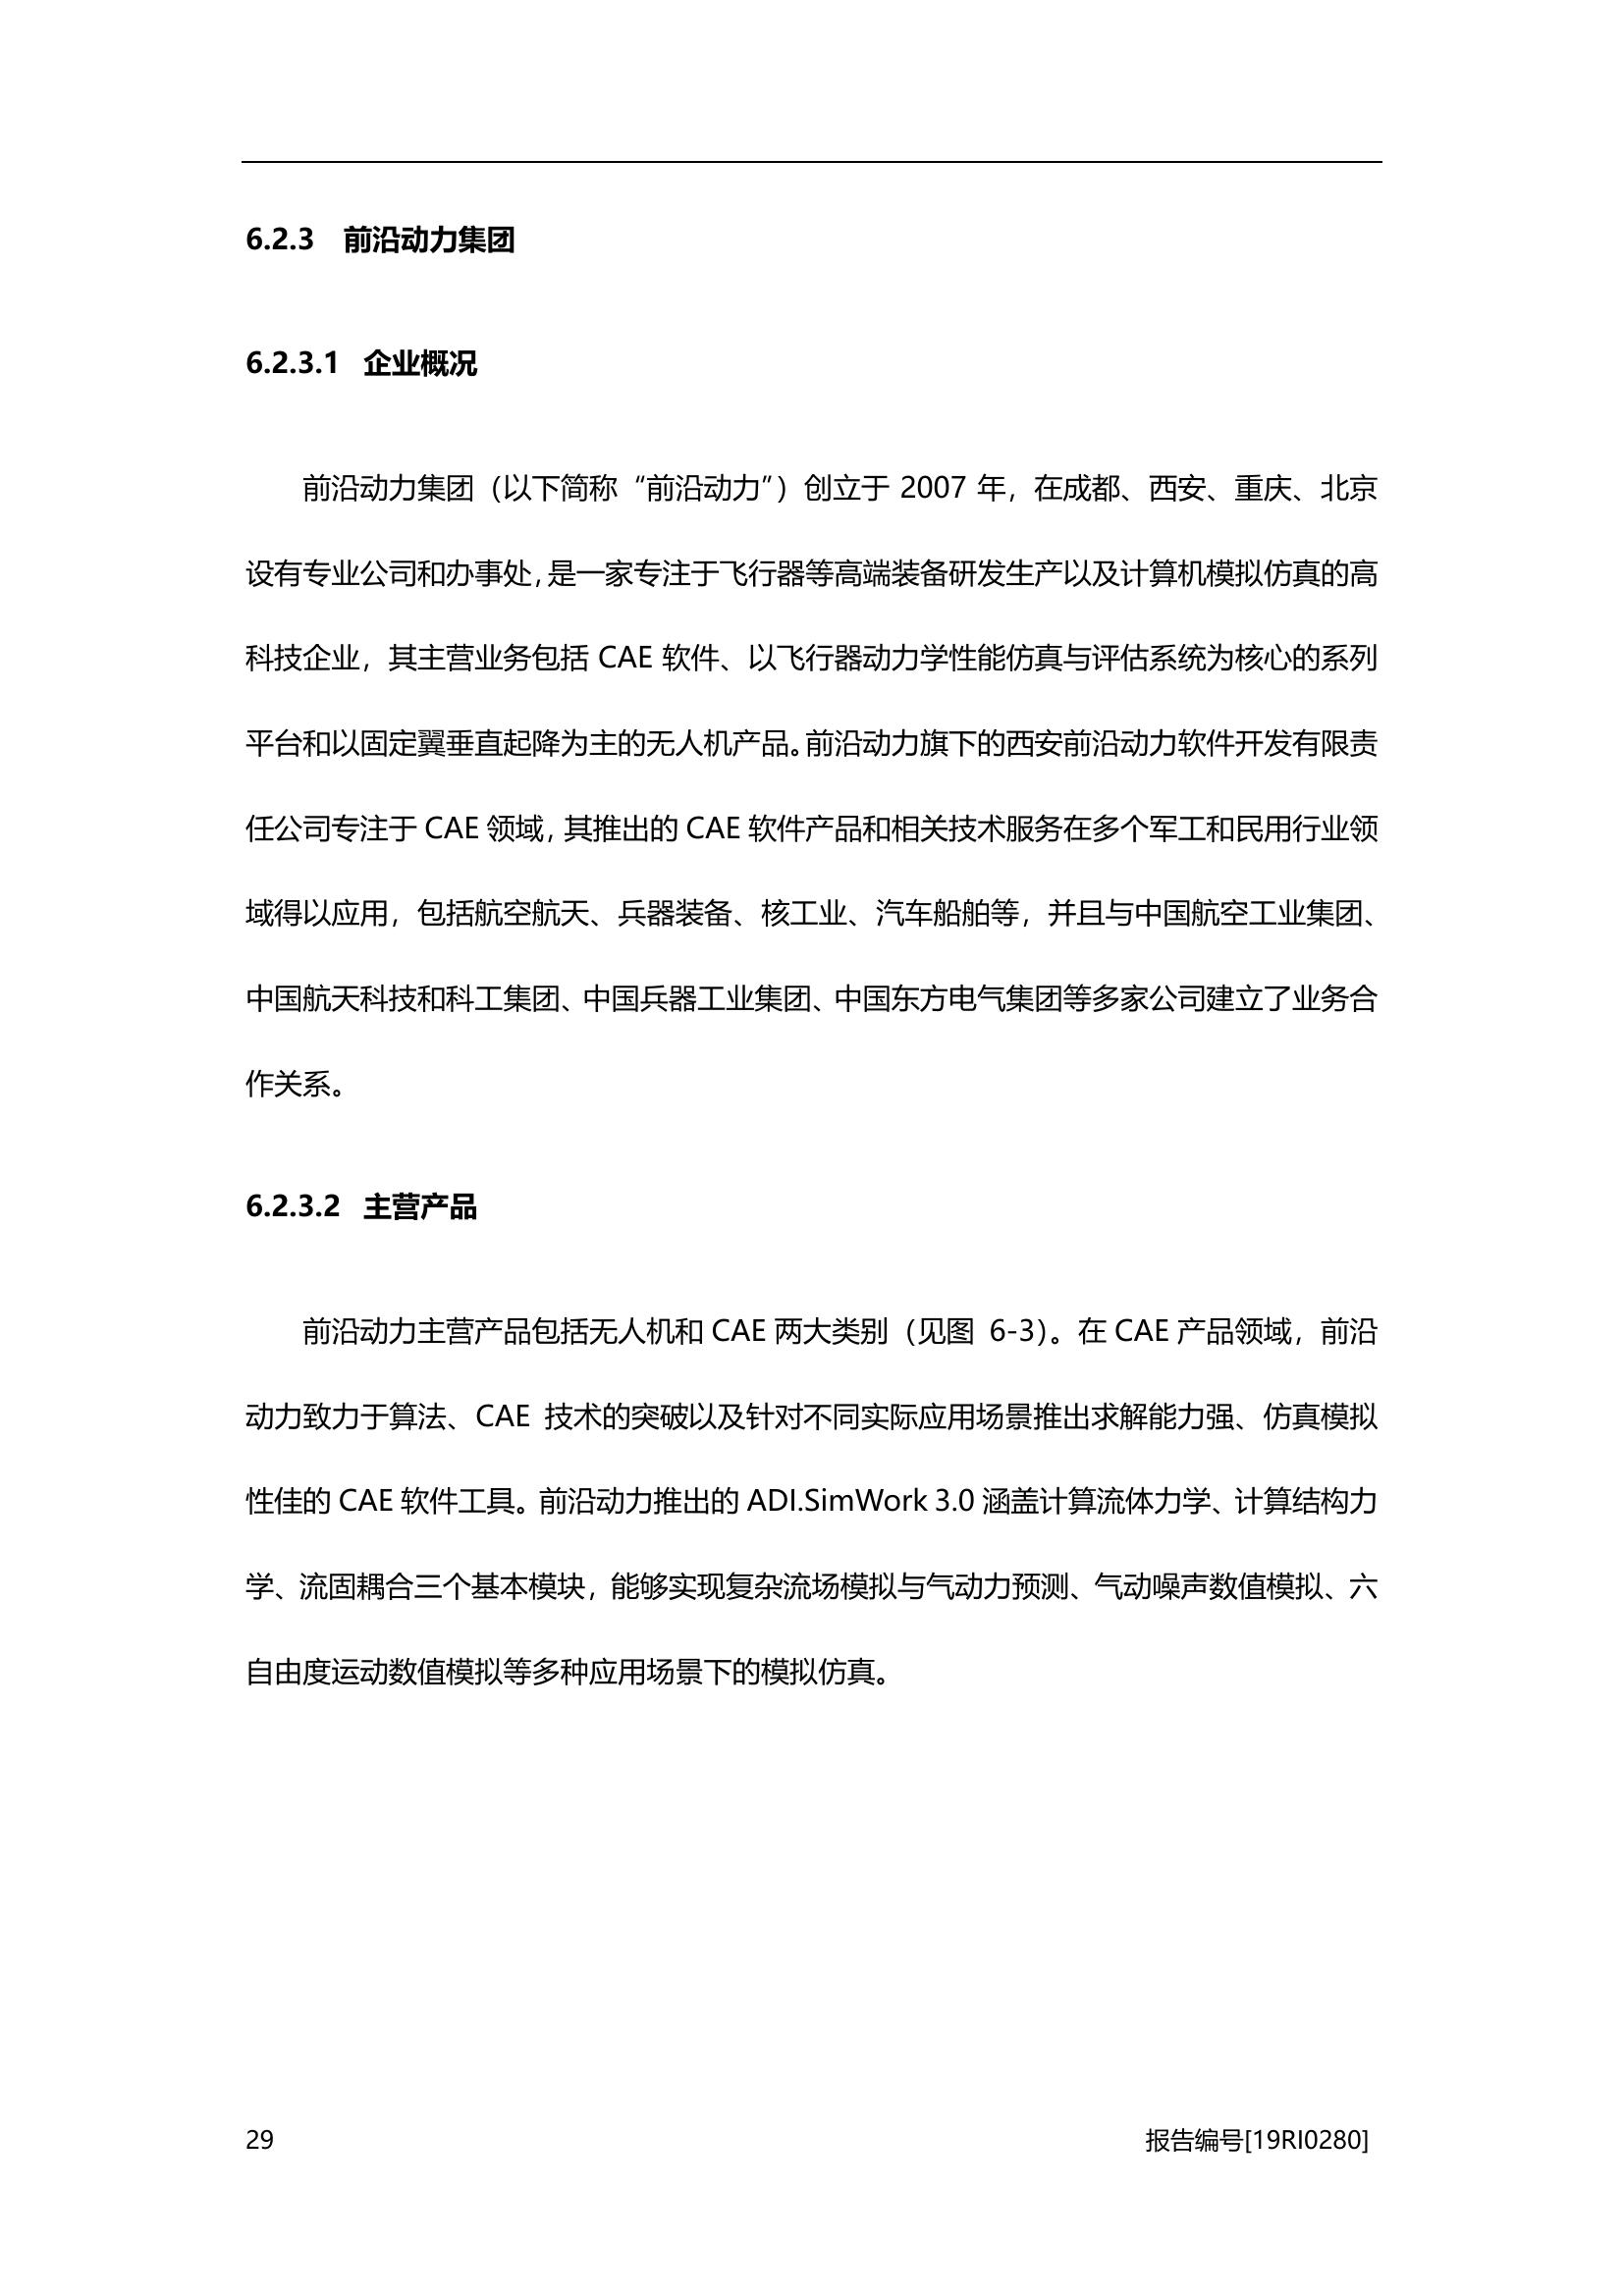 6.2.3 前沿动力集团
6.2.3.1 企业概况
前沿动力集团（以下简称“前沿动力”）创立于 2007 年，在成都、西安、重庆、北京
设有专业公司和办事处，是一家专注于飞行器等高端装备研发生产以及计算机模拟仿真的高
科技企业，其主营业务包括 CAE 软件、以飞行器动力学性能仿真与评估系统为核心的系列
平台和以固定翼垂直起降为主的无人机产品。前沿动力旗下的西安前沿动力软件开发有限责
任公司专注于 CAE 领域，其推出的 CAE 软件产品和相关技术服务在多个军工和民用行业领
域得以应用，包括航空航天、兵器装备、核工业、汽车船舶等，并且与中国航空工业集团、
中国航天科技和科工集团、中国兵器工业集团、中国东方电气集团等多家公司建立了业务合
作关系。
6.2.3.2 主营产品
前沿动力主营产品包括无人机和 CAE 两大类别（见图 6-3）。在 CAE 产品领域，前沿
动力致力于算法、CAE 技术的突破以及针对不同实际应用场景推出求解能力强、仿真模拟
性佳的 CAE 软件工具。前沿动力推出的 ADI.SimWork 3.0 涵盖计算流体力学、计算结构力
学、流固耦合三个基本模块，能够实现复杂流场模拟与气动力预测、气动噪声数值模拟、六
自由度运动数值模拟等多种应用场景下的模拟仿真。
29 报告编号[19RI0280]